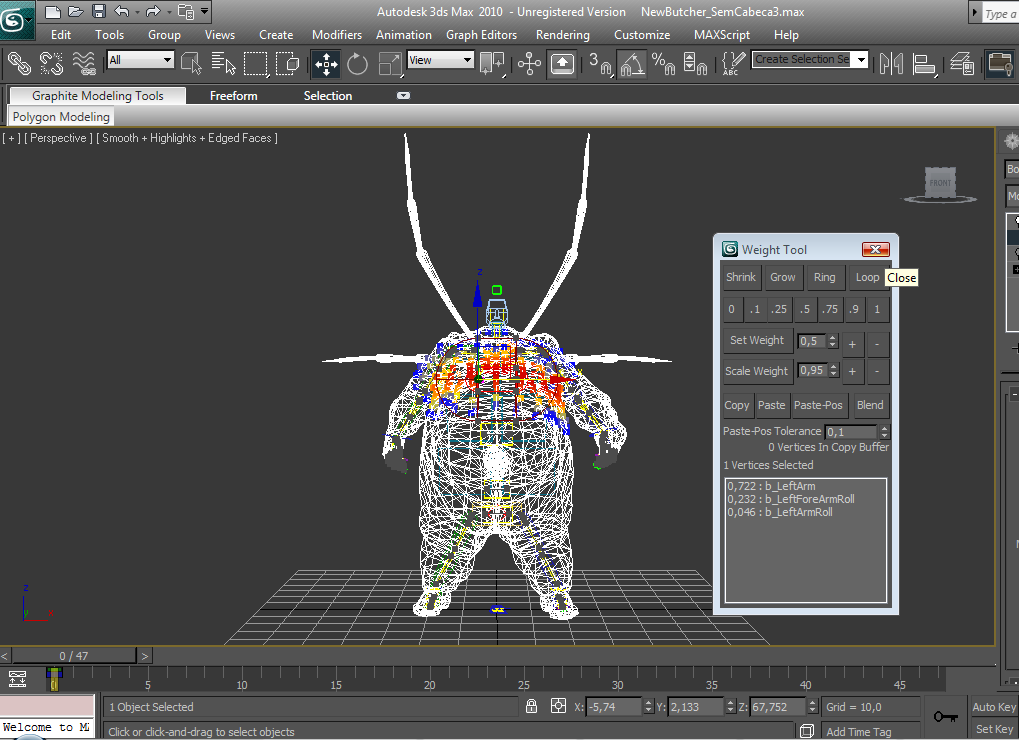 Autodesk 3ds Max 2010 - Unregistered Version NewButcher_SemCabeca3.max
Type a
Edit Tools Group Views Create Modifiers Animation Graph Editors Rendering Customize MAXScript Help
All
View
3
%
ABC
Create Selection Se
Graphite Modeling Tools Freeform Selection
Polygon Modeling
[ + ] [ Perspective ] [ Smooth + Highlights + Edged Faces ]
Bo
FRONT
Mo
Weight Tool
Shrink Grow Ring Loop
Close
0 .1 .25 .5 .75 .9 1
Set Weight 0,5 + -
Scale Weight 0,95 + -
Copy Paste Paste-Pos Blend
Paste-Pos Tolerance 0,1
0 Vertices In Copy Buffer
1 Vertices Selected
0,722 : b_LeftArm
0,232 : b_LeftForeArmRoll
0,046 : b_LeftArmRoll
z
z
x
y
< 0 / 47 >
0 5 10 15 20 25 30 35 40 45
1 Object Selected X: -5,74 Y: 2,133 Z: 67,752 Grid = 10,0 Auto Key
Welcome to MA
Click or click-and-drag to select objects Add Time Tag Set Key